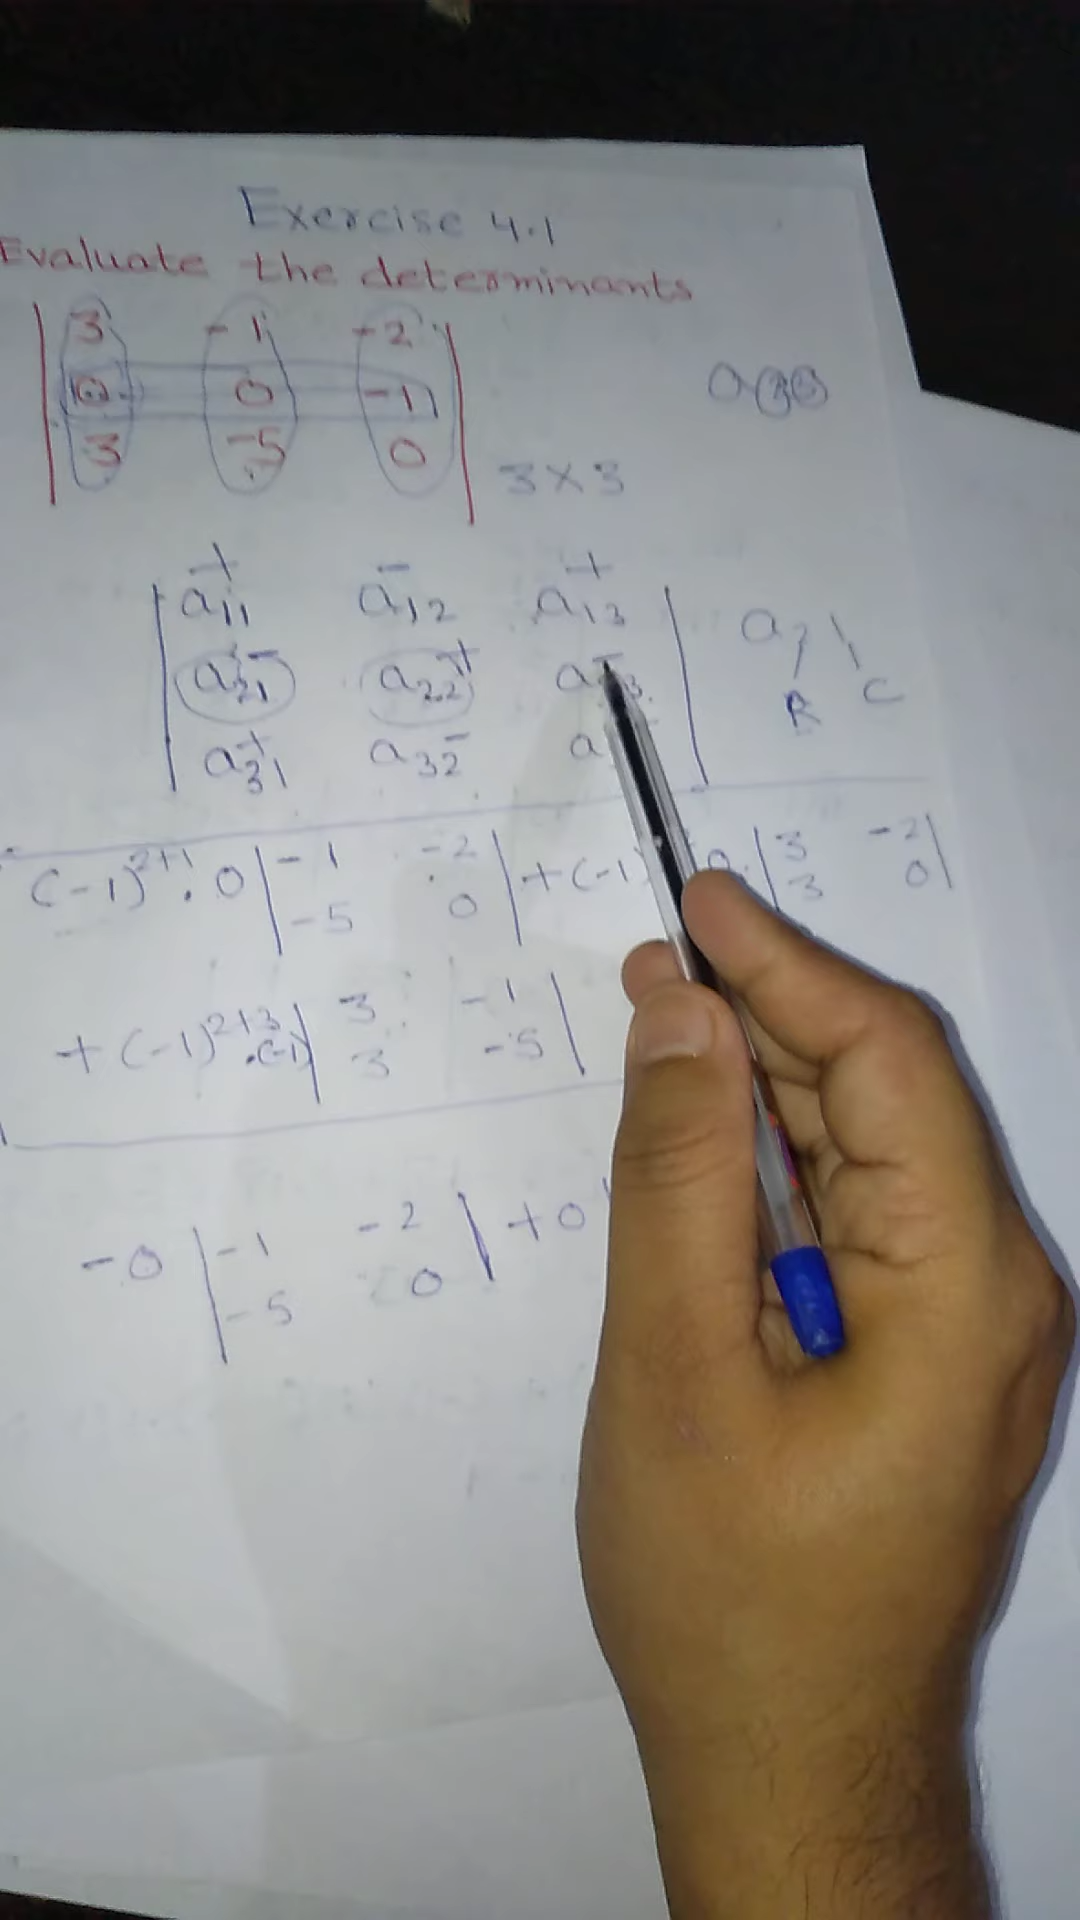 Exercise 4.1
Evaluate the determinants
| 3 -1 -2 |
| 0 0 -1 |
| 3 -5 0 | 3×3
+ - +
| a11 a12 a13 | a21
- + -
| a21 a22 a23 | R C
+ -
| a31 a32 a |
(-1)^2+1 . 0 | -1 -2 | + (-1) 0. | 3 -2 |
| -5 0 | | 3 0 |
+ (-1)^2+3 .(-1) | 3 -1 |
| 3 -5 |
-0 | -1 -2 | +0 |
| -5 0 |